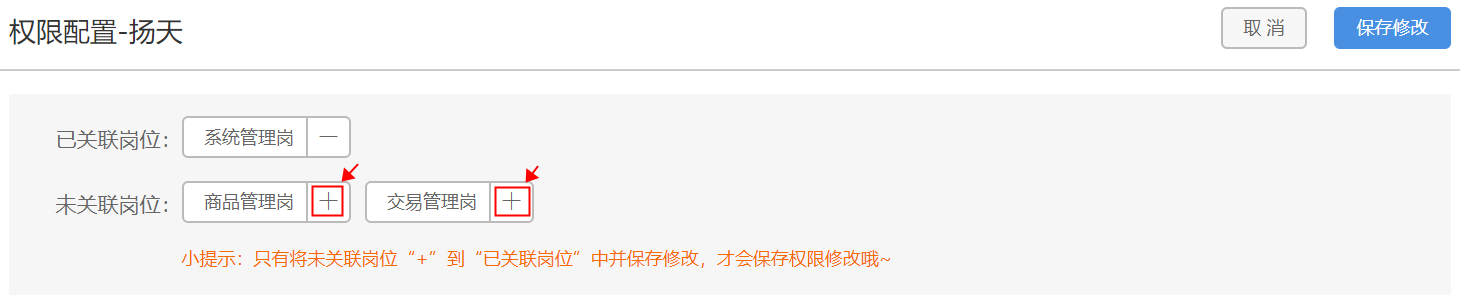 权限配置-扬天
取 消
保存修改
已关联岗位： 系统管理岗 —
未关联岗位： 商品管理岗 + 交易管理岗 +
小提示：只有将未关联岗位“+”到“已关联岗位”中并保存修改，才会保存权限修改哦~